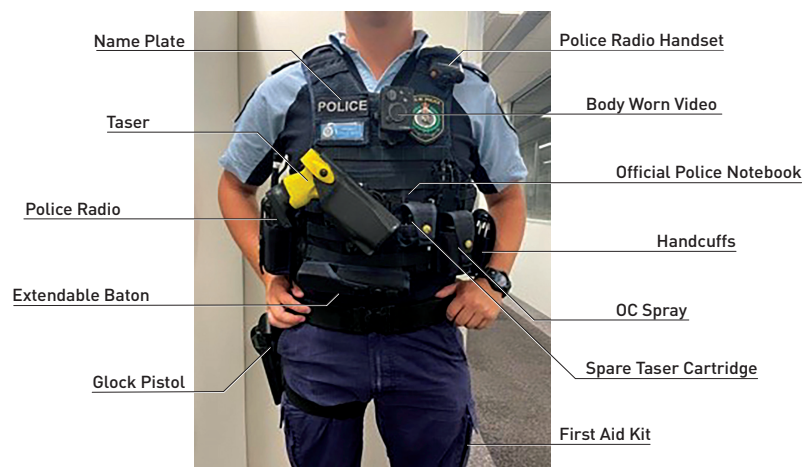 Name Plate
Police Radio Handset
POLICE
Body Worn Video
Taser
Official Police Notebook
Police Radio
Handcuffs
Extendable Baton
OC Spray
Spare Taser Cartridge
Glock Pistol
First Aid Kit